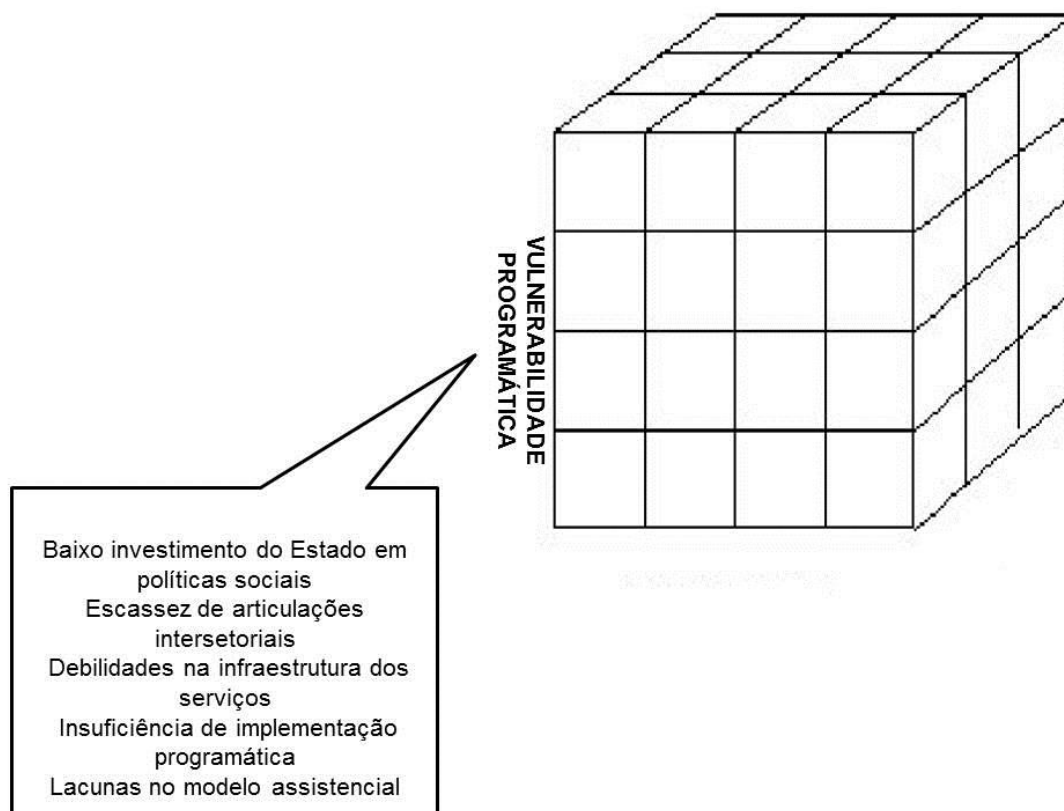 VULNERABILIDADE
PROGRAMÁTICA
Baixo investimento do Estado em
políticas sociais
Escassez de articulações
intersetoriais
Debilidades na infraestrutura dos
serviços
Insuficiência de implementação
programática
Lacunas no modelo assistencial